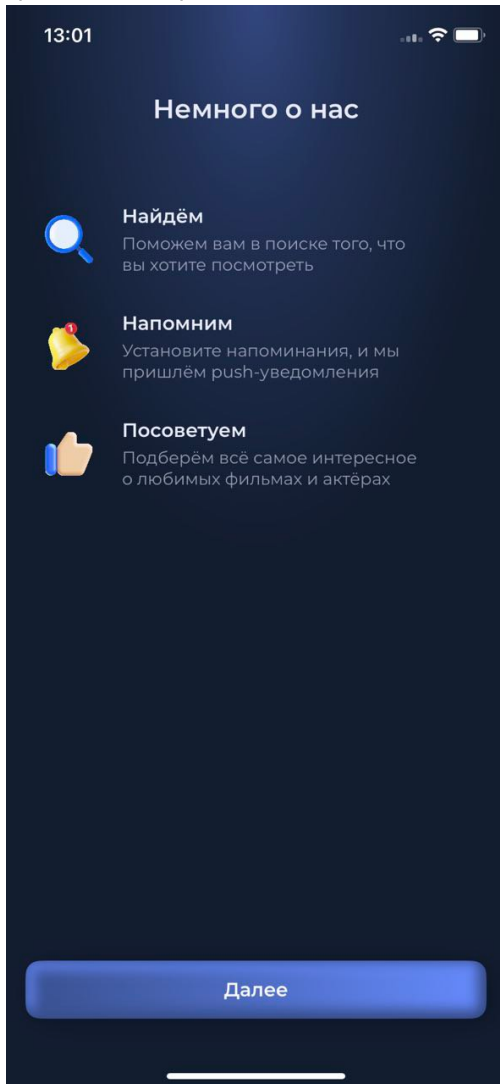 13:01
Немного о нас
Найдём
Поможем вам в поиске того, что
вы хотите посмотреть
1
Напомним
Установите напоминания, и мы
пришлём push-уведомления
Посоветуем
Подберём всё самое интересное
о любимых фильмах и актёрах
Далее